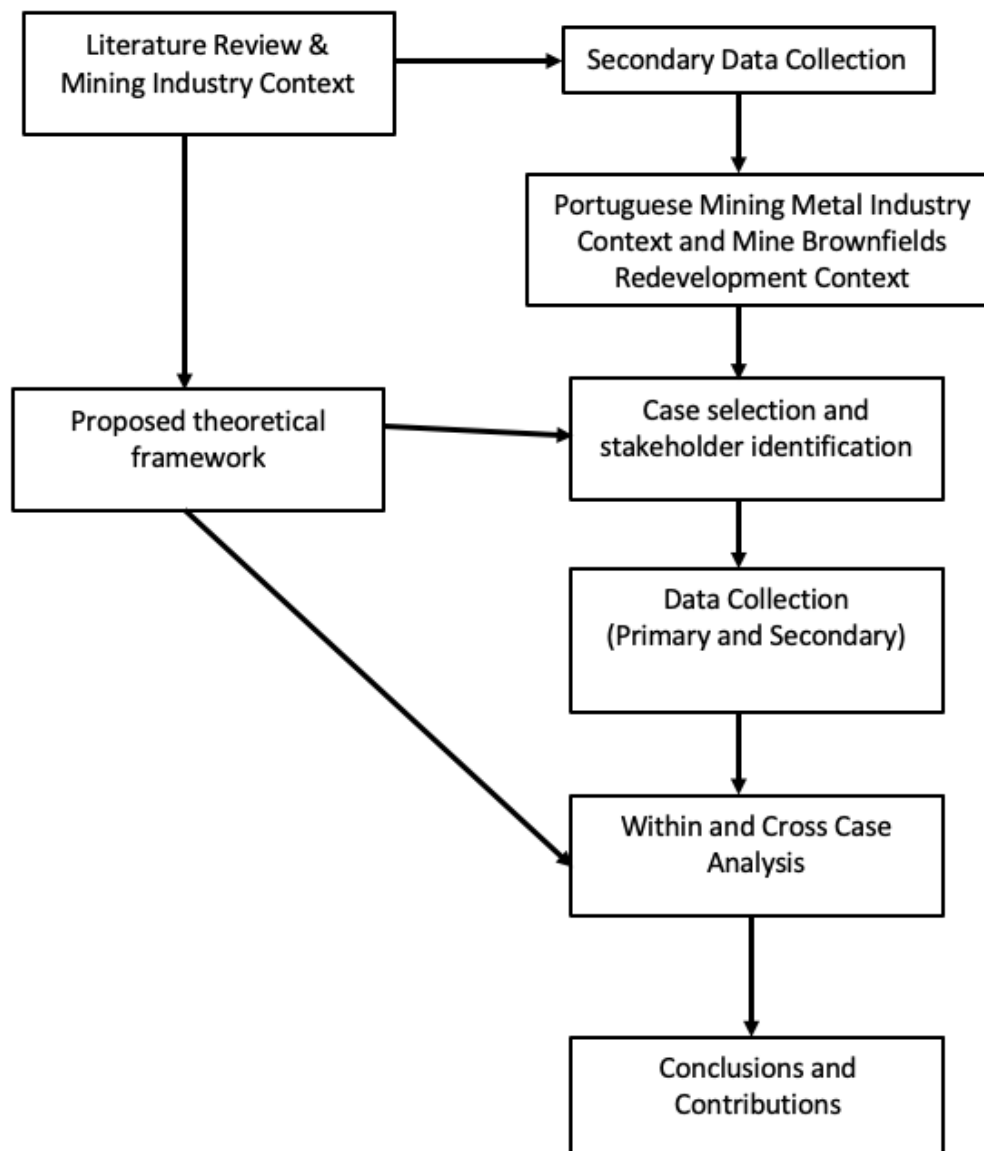 Literature Review &
Mining Industry Context
Secondary Data Collection
Portuguese Mining Metal Industry
Context and Mine Brownfields
Redevelopment Context
Proposed theoretical
framework
Case selection and
stakeholder identification
Data Collection
(Primary and Secondary)
Within and Cross Case
Analysis
Conclusions and
Contributions